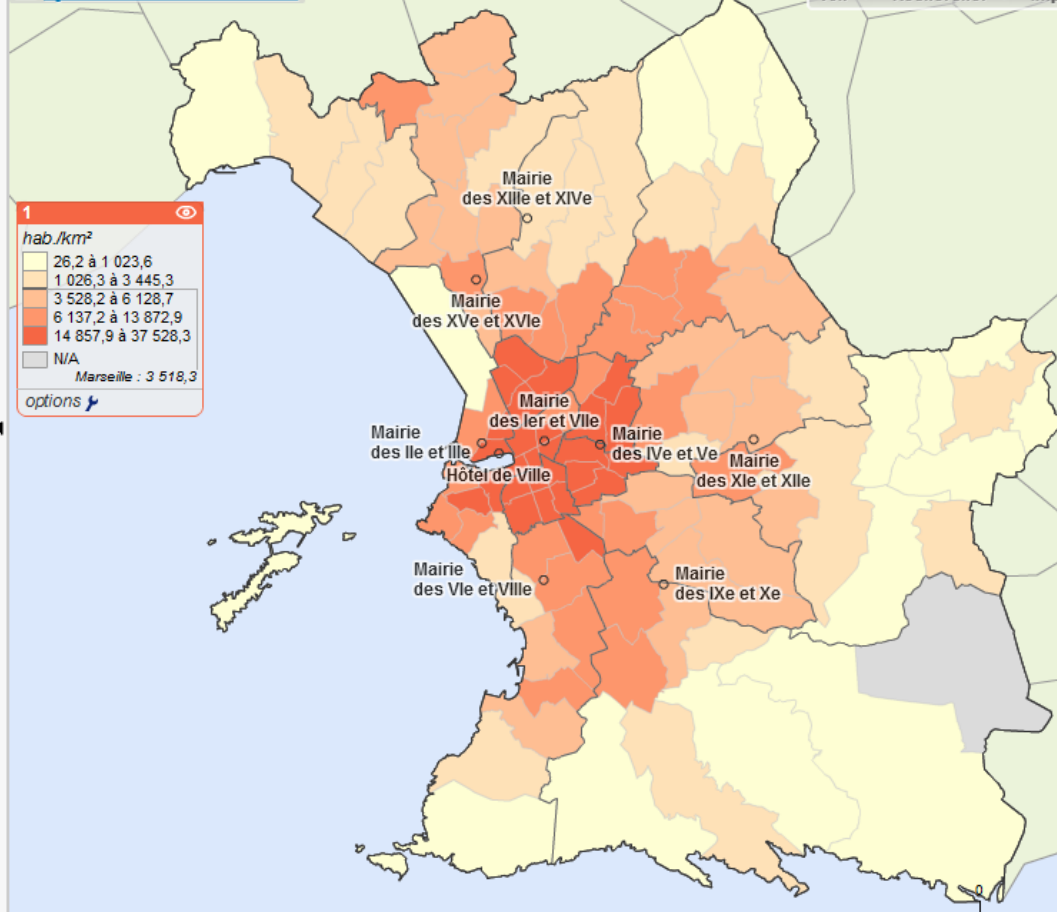 1
hab./km²
26,2 à 1 023,6
1 026,3 à 3 445,3
3 528,2 à 6 128,7
6 137,2 à 13 872,9
14 857,9 à 37 528,3
N/A
Marseille : 3 518,3
options
Mairie
des XIIIe et XIVe
Mairie
des XVe et XVIe
Mairie
des Ier et VIIe
Mairie
des IIe et IIIe
Mairie
des IVe et Ve
Mairie
des XIe et XIIe
Hôtel de Ville
Mairie
des VIe et VIIIe
Mairie
des IXe et Xe